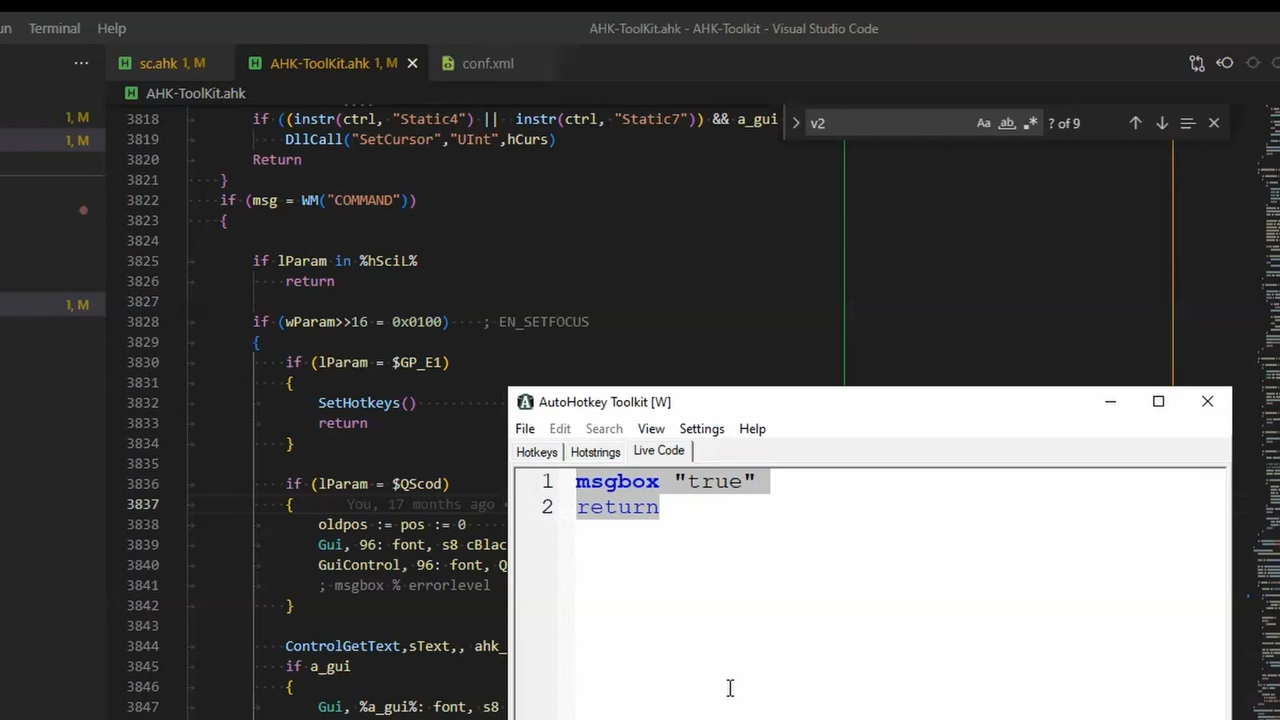 un Terminal Help
AHK-ToolKit.ahk - AHK-Toolkit - Visual Studio Code
sc.ahk 1, M
AHK-ToolKit.ahk 1, M
conf.xml
AHK-ToolKit.ahk
1, M
1, M
1, M
v2
Aa ab .* ? of 9
3818 if ((instr(ctrl, "Static4") || instr(ctrl, "Static7")) && a_gui
3819 DllCall("SetCursor","UInt",hCurs)
3820 Return
3821 }
3822 if (msg = WM("COMMAND"))
3823 {
3824
3825 if lParam in %hSciL%
3826 return
3827
3828 if (wParam>>16 = 0x0100) ; EN_SETFOCUS
3829 {
3830 if (lParam = $GP_E1)
3831 {
3832 SetHotkeys()
3833 return
3834 }
3835
3836 if (lParam = $QScod)
3837 { You, 17 months ago
3838 oldpos := pos := 0
3839 Gui, 96: font, s8 cBlac
3840 GuiControl, 96: font, Q
3841 ; msgbox % errorlevel
3842 }
3843
3844 ControlGetText,sText,, ahk_
3845 if a_gui
3846 {
3847 Gui, %a_gui%: font, s8
AutoHotkey Toolkit [W]
File Edit Search View Settings Help
Hotkeys Hotstrings Live Code
1 msgbox "true"
2 return